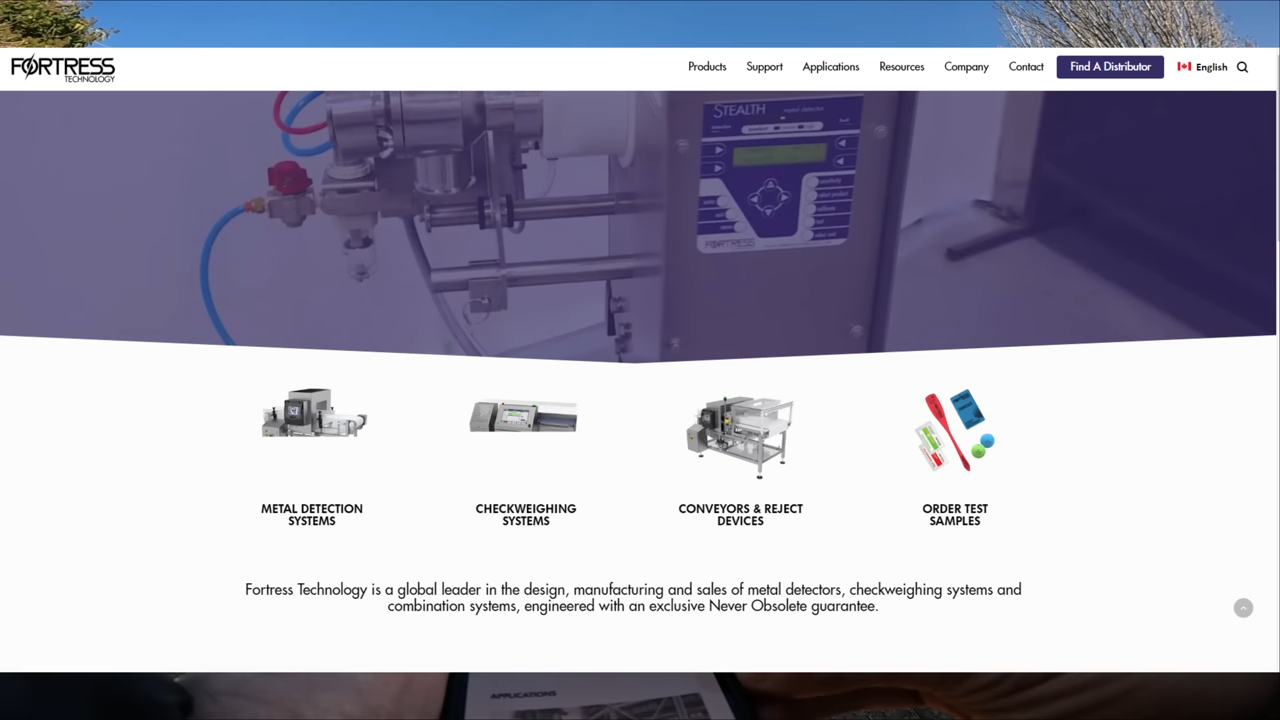 FORTRESS
TECHNOLOGY
Products Support Applications Resources Company Contact Find A Distributor English
STEALTH metal detector
FORTRESS
METAL DETECTION
SYSTEMS
CHECKWEIGHING
SYSTEMS
CONVEYORS & REJECT
DEVICES
ORDER TEST
SAMPLES
Fortress Technology is a global leader in the design, manufacturing and sales of metal detectors, checkweighing systems and
combination systems, engineered with an exclusive Never Obsolete guarantee.
APPLICATIONS